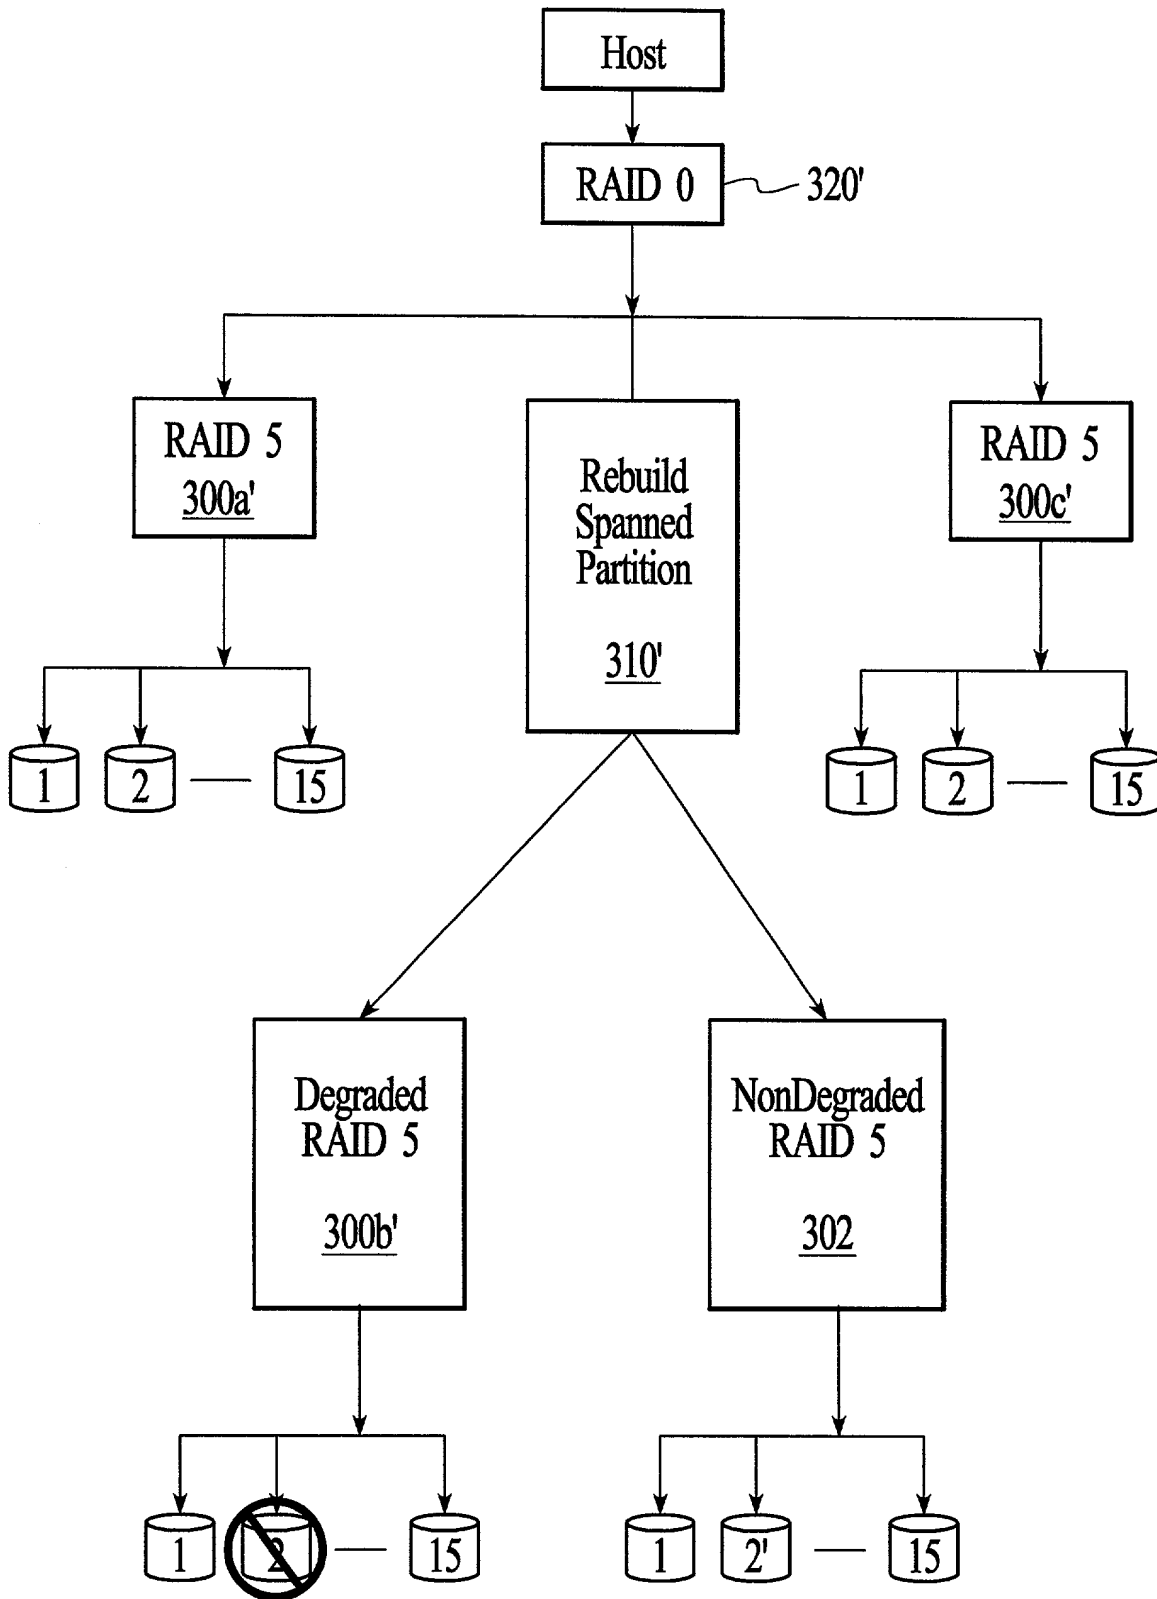 Host
RAID 0
320'
RAID 5
300a'
Rebuild
Spanned
Partition
310'
RAID 5
300c'
1
2
15
1
2
15
Degraded
RAID 5
300b'
NonDegraded
RAID 5
302
1
2
15
1
2'
15